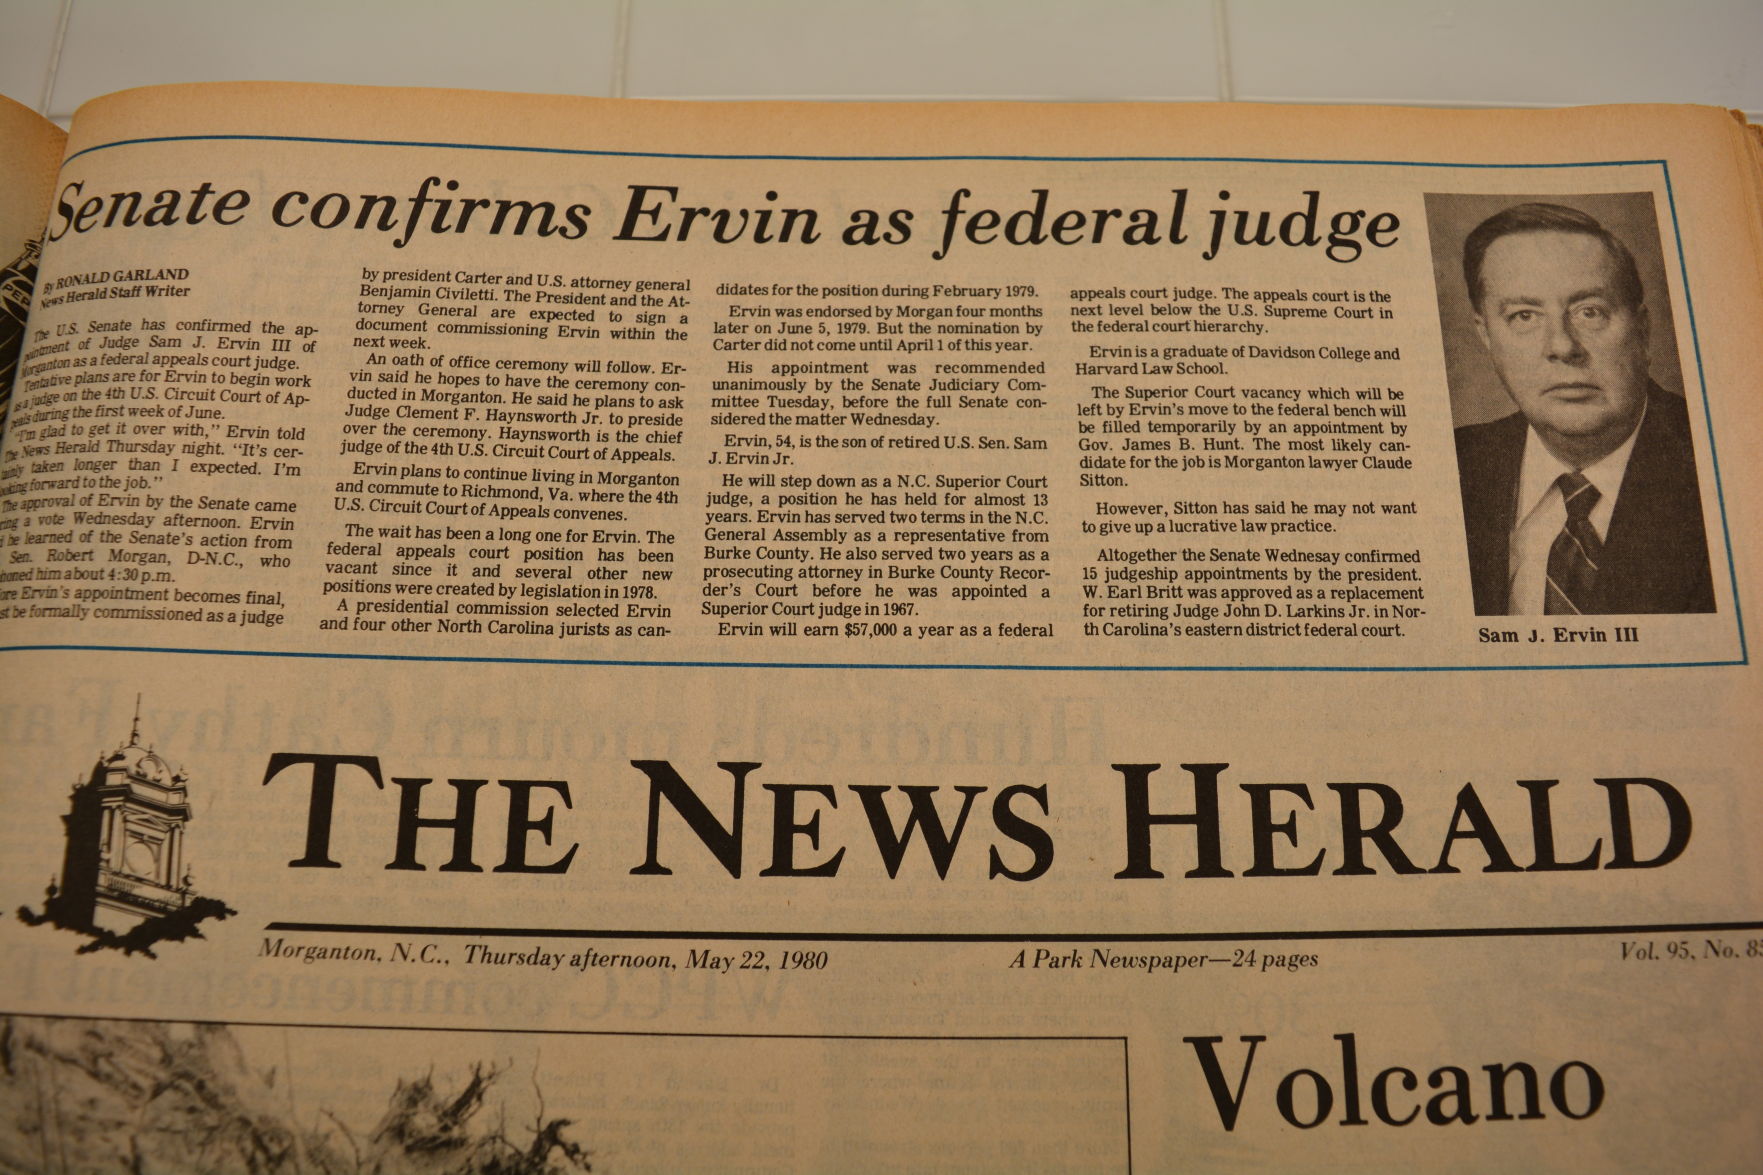 Senate confirms Ervin as federal judge
By RONALD GARLAND
News Herald Staff Writer
The U.S. Senate has confirmed the ap-
pointment of Judge Sam J. Ervin III of
Morganton as a federal appeals court judge.
Tentative plans are for Ervin to begin work
as a judge on the 4th U.S. Circuit Court of Ap-
peals during the first week of June.
"I'm glad to get it over with," Ervin told
The News Herald Thursday night. "It's cer-
tainly taken longer than I expected. I'm
looking forward to the job."
The approval of Ervin by the Senate came
during a vote Wednesday afternoon. Ervin
he learned of the Senate's action from
Sen. Robert Morgan, D-N.C., who
him about 4:30 p.m.
Ervin's appointment becomes final,
be formally commissioned as a judge
by president Carter and U.S. attorney general
Benjamin Civiletti. The President and the At-
torney General are expected to sign a
document commissioning Ervin within the
next week.
An oath of office ceremony will follow. Er-
vin said he hopes to have the ceremony con-
ducted in Morganton. He said he plans to ask
Judge Clement F. Haynsworth Jr. to preside
over the ceremony. Haynsworth is the chief
judge of the 4th U.S. Circuit Court of Appeals.
Ervin plans to continue living in Morganton
and commute to Richmond, Va. where the 4th
U.S. Circuit Court of Appeals convenes.
The wait has been a long one for Ervin. The
federal appeals court position has been
vacant since it and several other new
positions were created by legislation in 1978.
A presidential commission selected Ervin
and four other North Carolina jurists as can-
didates for the position during February 1979.
Ervin was endorsed by Morgan four months
later on June 5, 1979. But the nomination by
Carter did not come until April 1 of this year.
His appointment was recommended
unanimously by the Senate Judiciary Com-
mittee Tuesday, before the full Senate con-
sidered the matter Wednesday.
Ervin, 54, is the son of retired U.S. Sen. Sam
J. Ervin Jr.
He will step down as a N.C. Superior Court
judge, a position he has held for almost 13
years. Ervin has served two terms in the N.C.
General Assembly as a representative from
Burke County. He also served two years as a
prosecuting attorney in Burke County Recor-
der's Court before he was appointed a
Superior Court judge in 1967.
Ervin will earn $57,000 a year as a federal
appeals court judge. The appeals court is the
next level below the U.S. Supreme Court in
the federal court hierarchy.
Ervin is a graduate of Davidson College and
Harvard Law School.
The Superior Court vacancy which will be
left by Ervin's move to the federal bench will
be filled temporarily by an appointment by
Gov. James B. Hunt. The most likely can-
didate for the job is Morganton lawyer Claude
Sitton.
However, Sitton has said he may not want
to give up a lucrative law practice.
Altogether the Senate Wednesay confirmed
15 judgeship appointments by the president.
W. Earl Britt was approved as a replacement
for retiring Judge John D. Larkins Jr. in Nor-
th Carolina's eastern district federal court.
Sam J. Ervin III
THE NEWS HERALD
Morganton, N.C., Thursday afternoon, May 22, 1980
A Park Newspaper—24 pages
Vol. 95, No.
Volcano